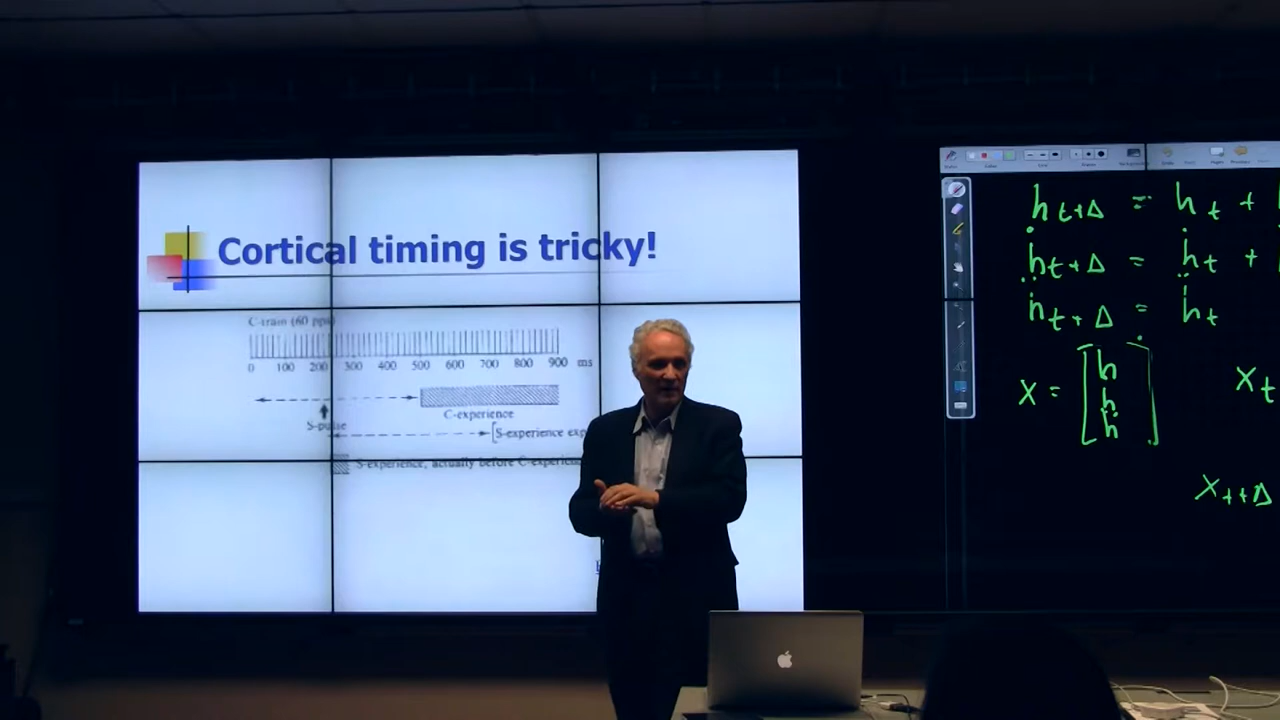 Cortical timing is tricky!
C-train (60 pps
0 100 200 300 400 500 600 700 800 900 ms
C-experience
S-pulse
[S-experience exp
S-experience, actually before C-experienc
h t+Δ = h t +
ḣ t+Δ = ḣ t +
ḧ t+Δ = ḧ t
x = [h ḣ ḧ]
x t
x t+Δ